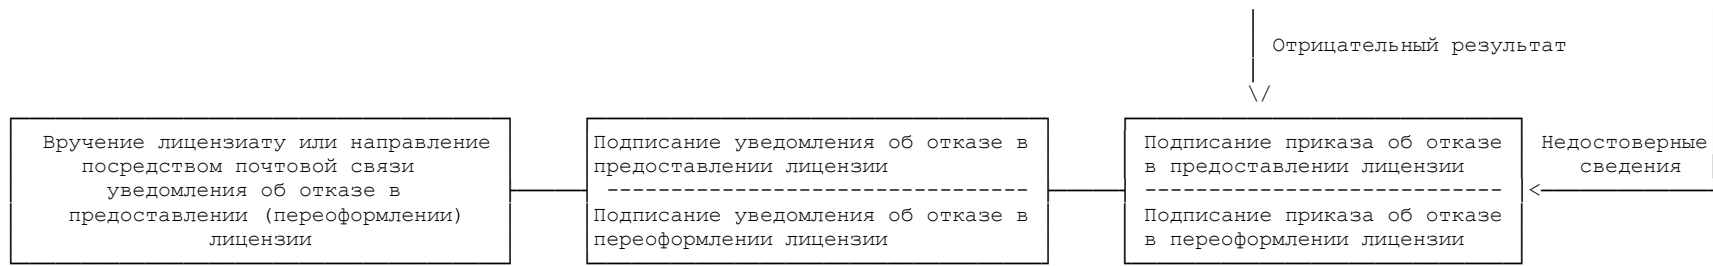 Отрицательный результат
Вручение лицензиату или направление
посредством почтовой связи
уведомления об отказе в
предоставлении (переоформлении)
лицензии
Подписание уведомления об отказе в
предоставлении лицензии
---------------------------------
Подписание уведомления об отказе в
переоформлении лицензии
Подписание приказа об отказе
в предоставлении лицензии
----------------------------
Подписание приказа об отказе
в переоформлении лицензии
Недостоверные
сведения